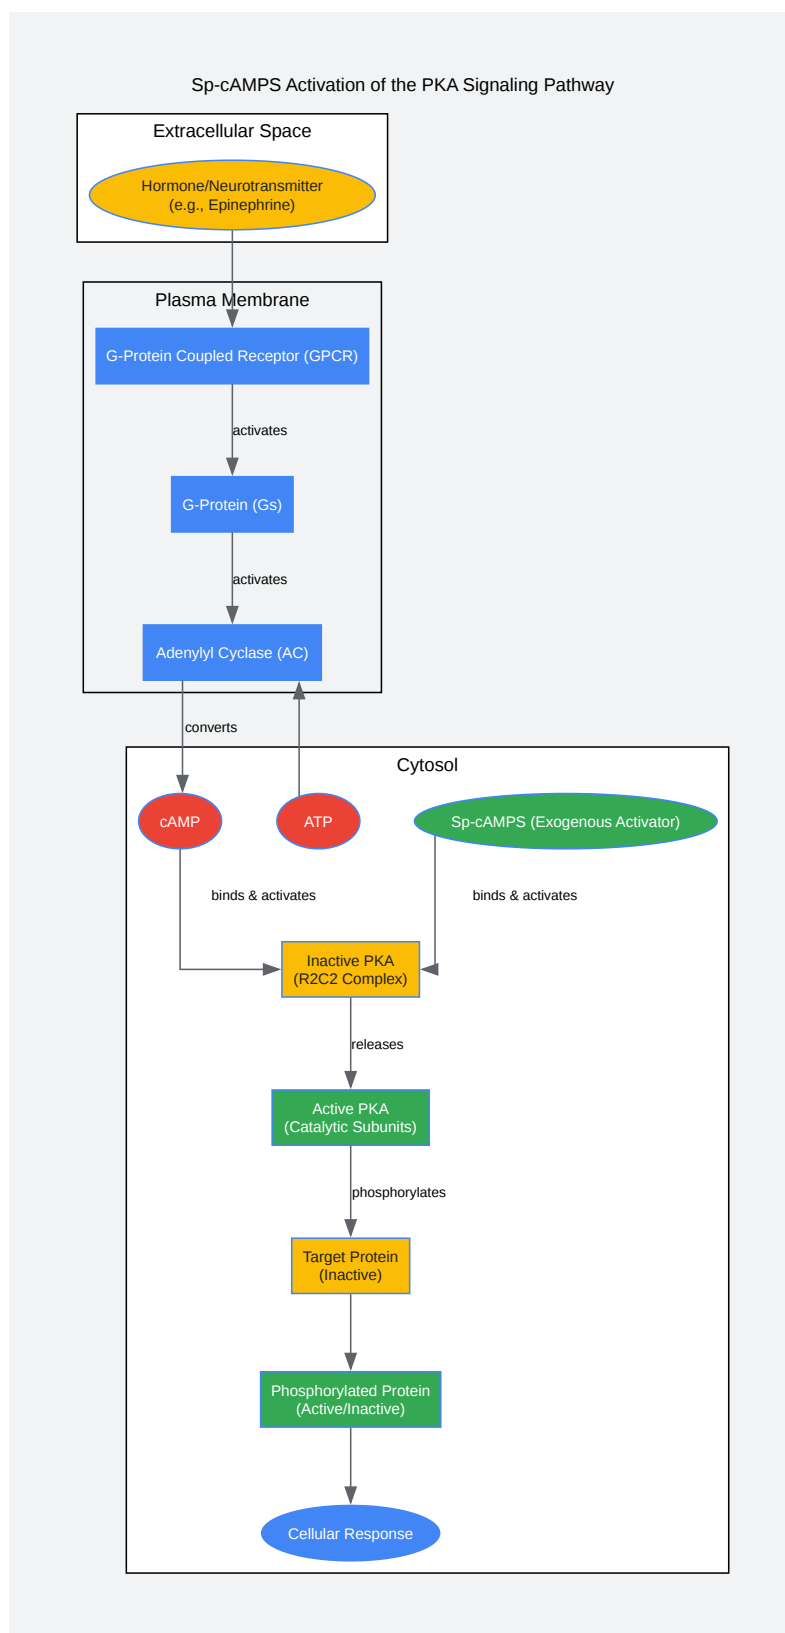 Sp-cAMPS Activation of the PKA Signaling Pathway
Extracellular Space
Hormone/Neurotransmitter
(e.g., Epinephrine)
Plasma Membrane
G-Protein Coupled Receptor (GPCR)
activates
G-Protein (Gs)
activates
Adenylyl Cyclase (AC)
converts
Cytosol
cAMP
ATP
Sp-cAMPS (Exogenous Activator)
binds & activates
binds & activates
Inactive PKA
(R2C2 Complex)
releases
Active PKA
(Catalytic Subunits)
phosphorylates
Target Protein
(Inactive)
Phosphorylated Protein
(Active/Inactive)
Cellular Response